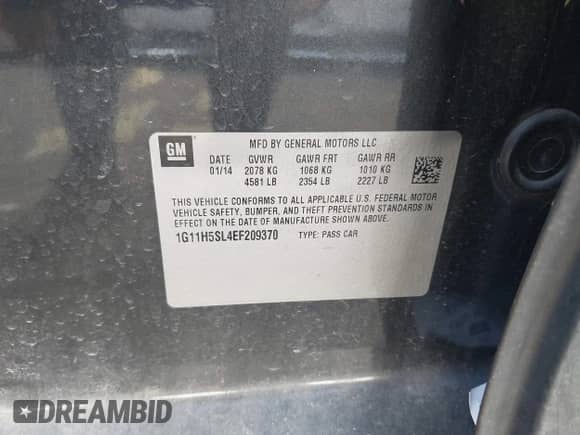 GM
MFD BY GENERAL MOTORS LLC
DATE GVWR GAWR FRT GAWR RR
01/14 2078 KG 1068 KG 1010 KG
4581 LB 2354 LB 2227 LB
THIS VEHICLE CONFORMS TO ALL APPLICABLE U.S. FEDERAL MOTOR
VEHICLE SAFETY, BUMPER, AND THEFT PREVENTION STANDARDS IN
EFFECT ON THE DATE OF MANUFACTURE SHOWN ABOVE.
1G11H5SL4EF209370 TYPE: PASS CAR
DREAMBID